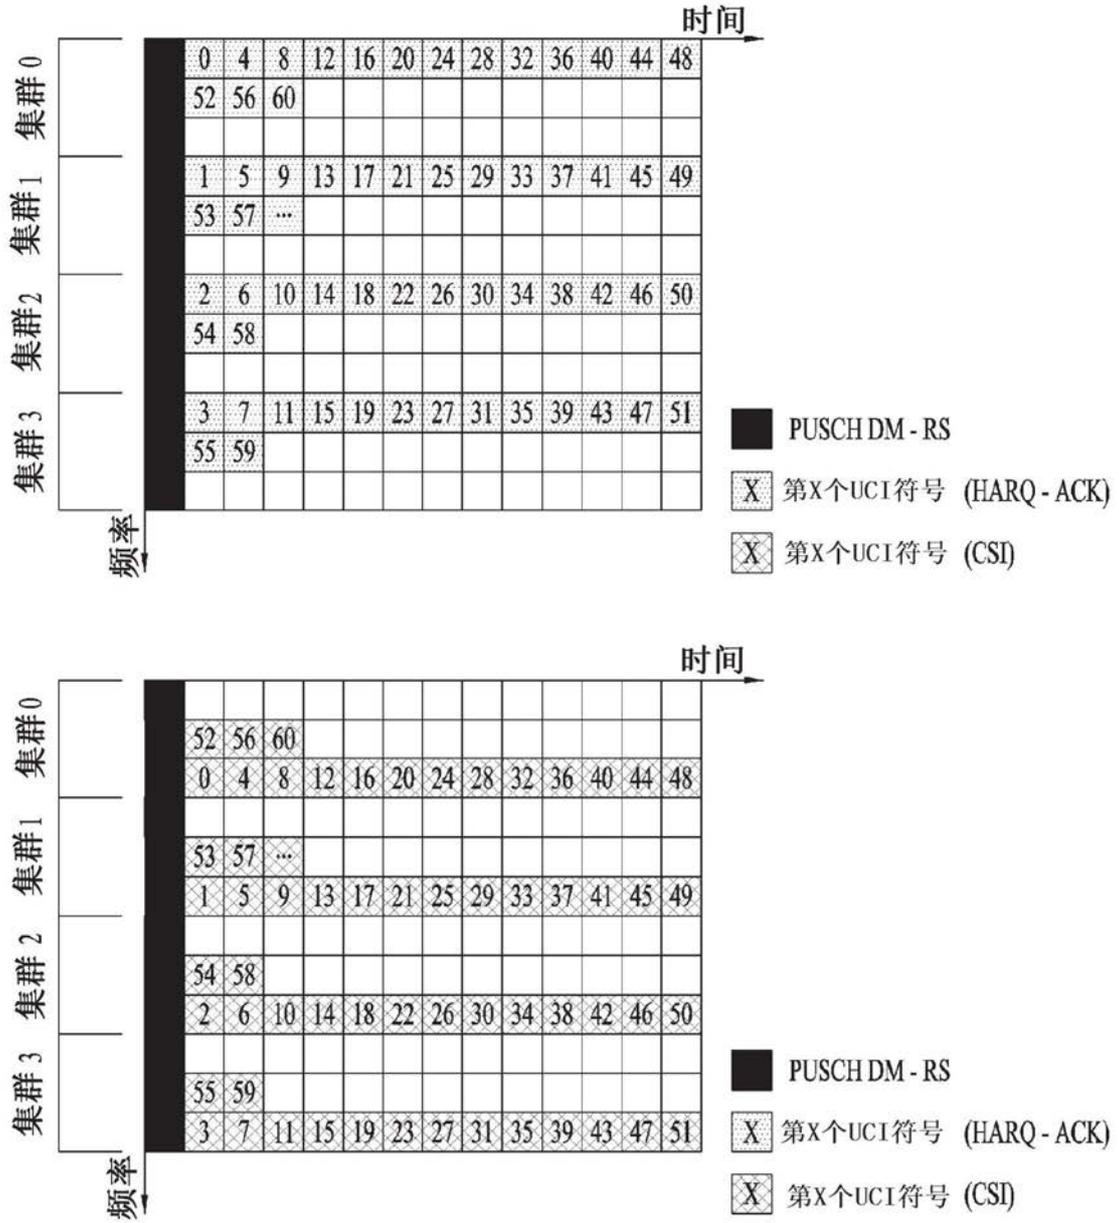 时间
集群 0
0 4 8 12 16 20 24 28 32 36 40 44 48
52 56 60
集群 1
1 5 9 13 17 21 25 29 33 37 41 45 49
53 57 ...
集群 2
2 6 10 14 18 22 26 30 34 38 42 46 50
54 58
集群 3
3 7 11 15 19 23 27 31 35 39 43 47 51
55 59
频率
PUSCH DM - RS
X 第X个UCI符号 (HARQ - ACK)
X 第X个UCI符号 (CSI)
时间
集群 0
52 56 60
0 4 8 12 16 20 24 28 32 36 40 44 48
集群 1
53 57 ...
1 5 9 13 17 21 25 29 33 37 41 45 49
集群 2
54 58
2 6 10 14 18 22 26 30 34 38 42 46 50
集群 3
55 59
3 7 11 15 19 23 27 31 35 39 43 47 51
频率
PUSCH DM - RS
X 第X个UCI符号 (HARQ - ACK)
X 第X个UCI符号 (CSI)